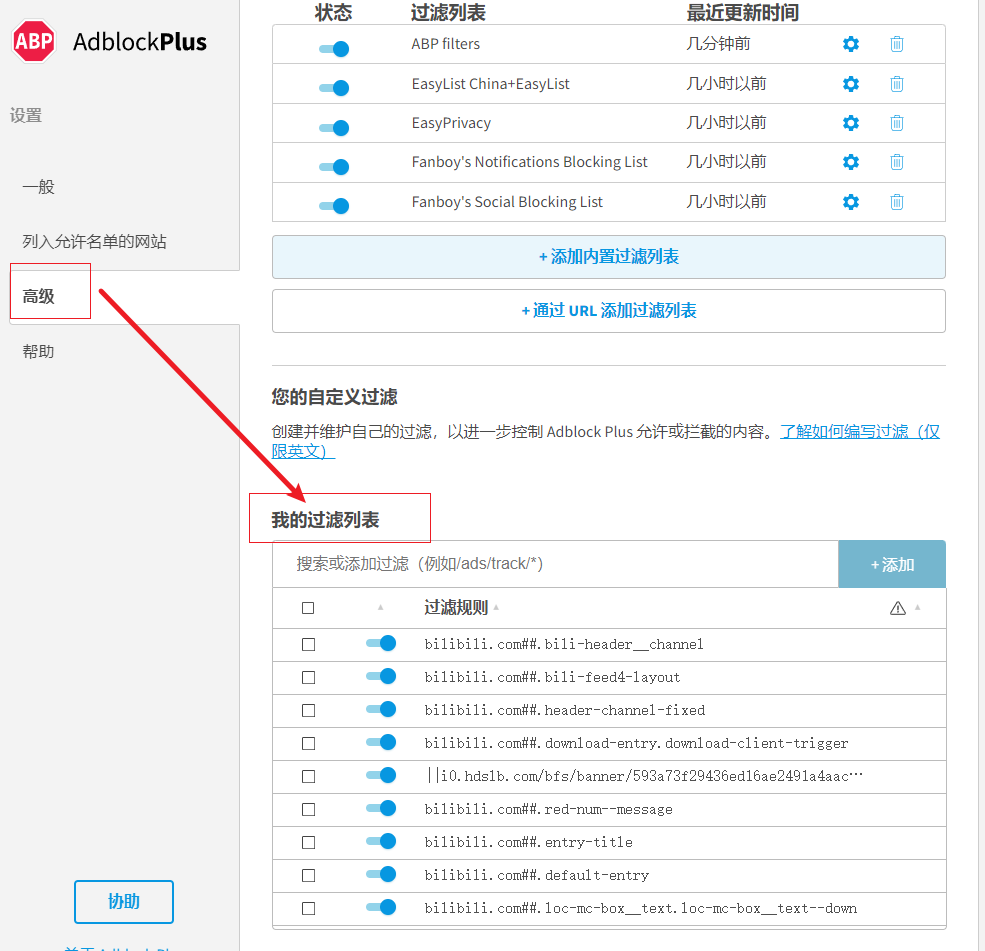 ABP AdblockPlus
设置
一般
列入允许名单的网站
高级
帮助
协助
状态 过滤列表 最近更新时间
ABP filters 几分钟前
EasyList China+EasyList 几小时以前
EasyPrivacy 几小时以前
Fanboy's Notifications Blocking List 几小时以前
Fanboy's Social Blocking List 几小时以前
+ 添加内置过滤列表
+ 通过 URL 添加过滤列表
您的自定义过滤
创建并维护自己的过滤，以进一步控制 Adblock Plus 允许或拦截的内容。了解如何编写过滤（仅
限英文）
我的过滤列表
搜索或添加过滤（例如/ads/track/*） + 添加
过滤规则
bilibili.com##.bili-header__channel
bilibili.com##.bili-feed4-layout
bilibili.com##.header-channel-fixed
bilibili.com##.download-entry.download-client-trigger
||i0.hdslb.com/bfs/banner/593a73f29436ed16ae2491a4aac…
bilibili.com##.red-num--message
bilibili.com##.entry-title
bilibili.com##.default-entry
bilibili.com##.loc-mc-box__text.loc-mc-box__text--down